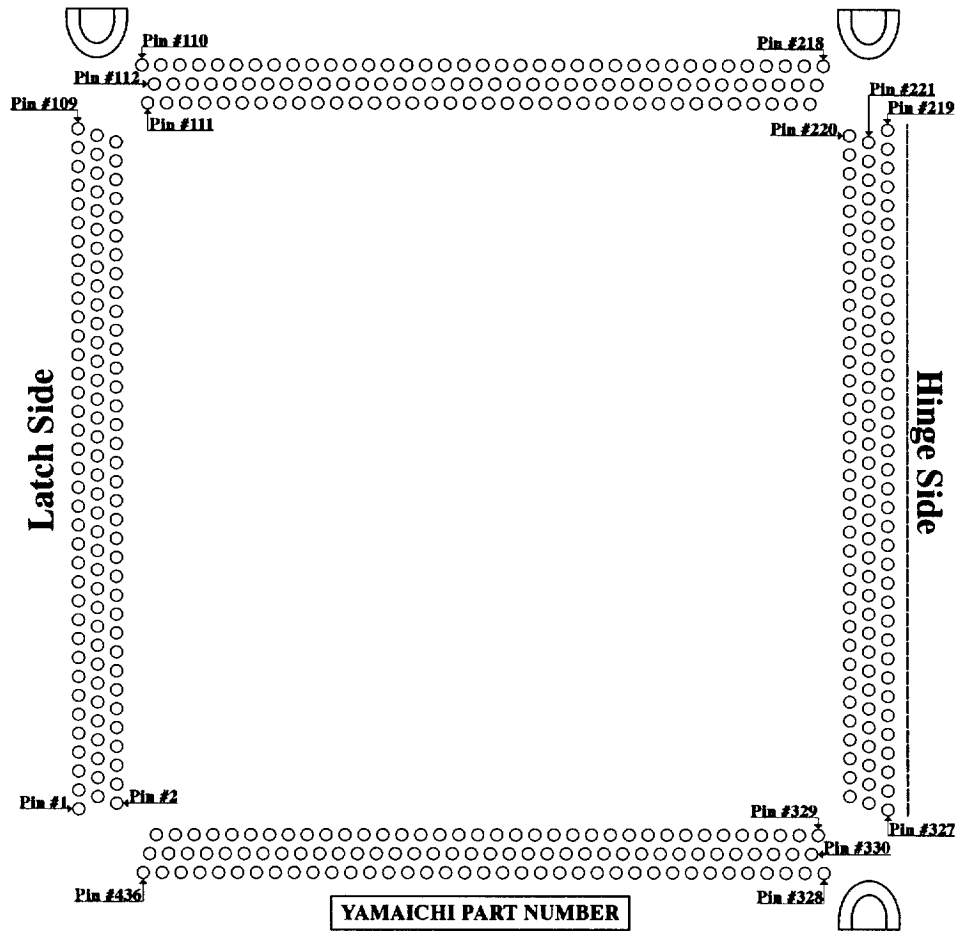 Pin #110
Pin #218
Pin #112
Pin #221
Pin #109
Pin #219
Pin #111
Pin #220
Latch Side
Hinge Side
Pin #1
Pin #2
Pin #329
Pin #327
Pin #330
Pin #436
Pin #328
YAMAICHI PART NUMBER